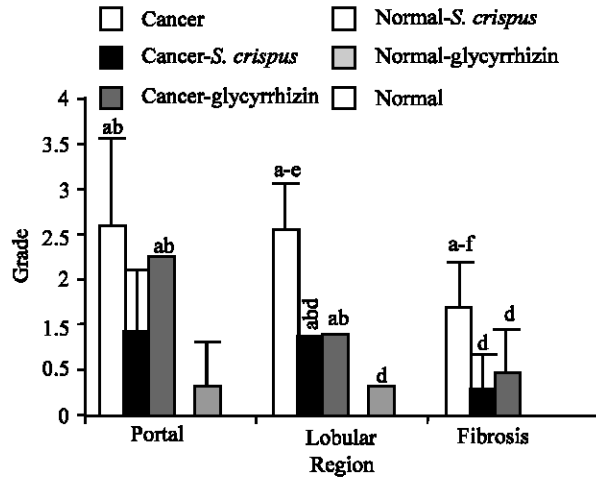 Cancer
Normal-S. crispus
Cancer-S. crispus
Normal-glycyrrhizin
Cancer-glycyrrhizin
Normal
4
3.5
3
2.5
2
1.5
0.5
0
Grade
ab
ab
a-e
abd
ab
d
a-f
d
d
Portal
Lobular
Fibrosis
Region